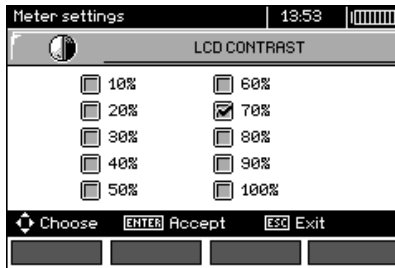 Meter settings 13:53
LCD CONTRAST
10% 60%
20% 70%
30% 80%
40% 90%
50% 100%
Choose ENTER Accept ESC Exit